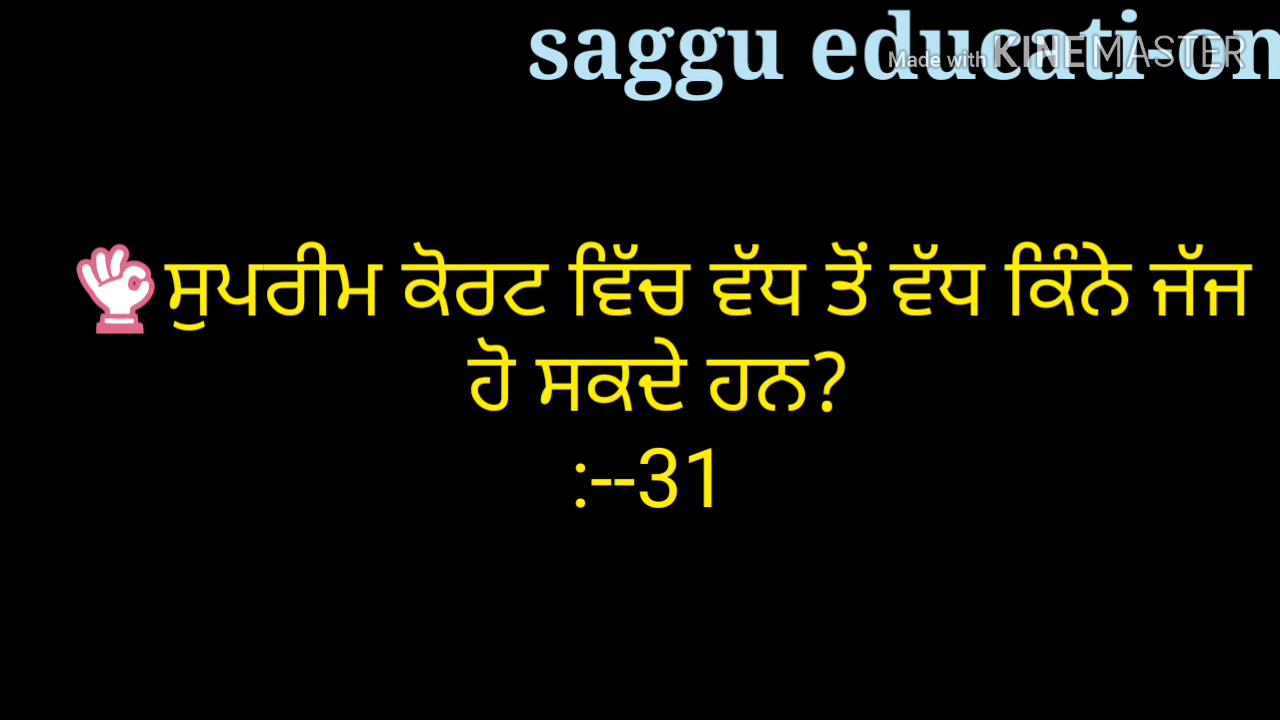 saggu educati-on
Made with KINEMASTER
ਸੁਪਰੀਮ ਕੋਰਟ ਵਿੱਚ ਵੱਧ ਤੋਂ ਵੱਧ ਕਿੰਨੇ ਜੱਜ
ਹੋ ਸਕਦੇ ਹਨ?
:--31